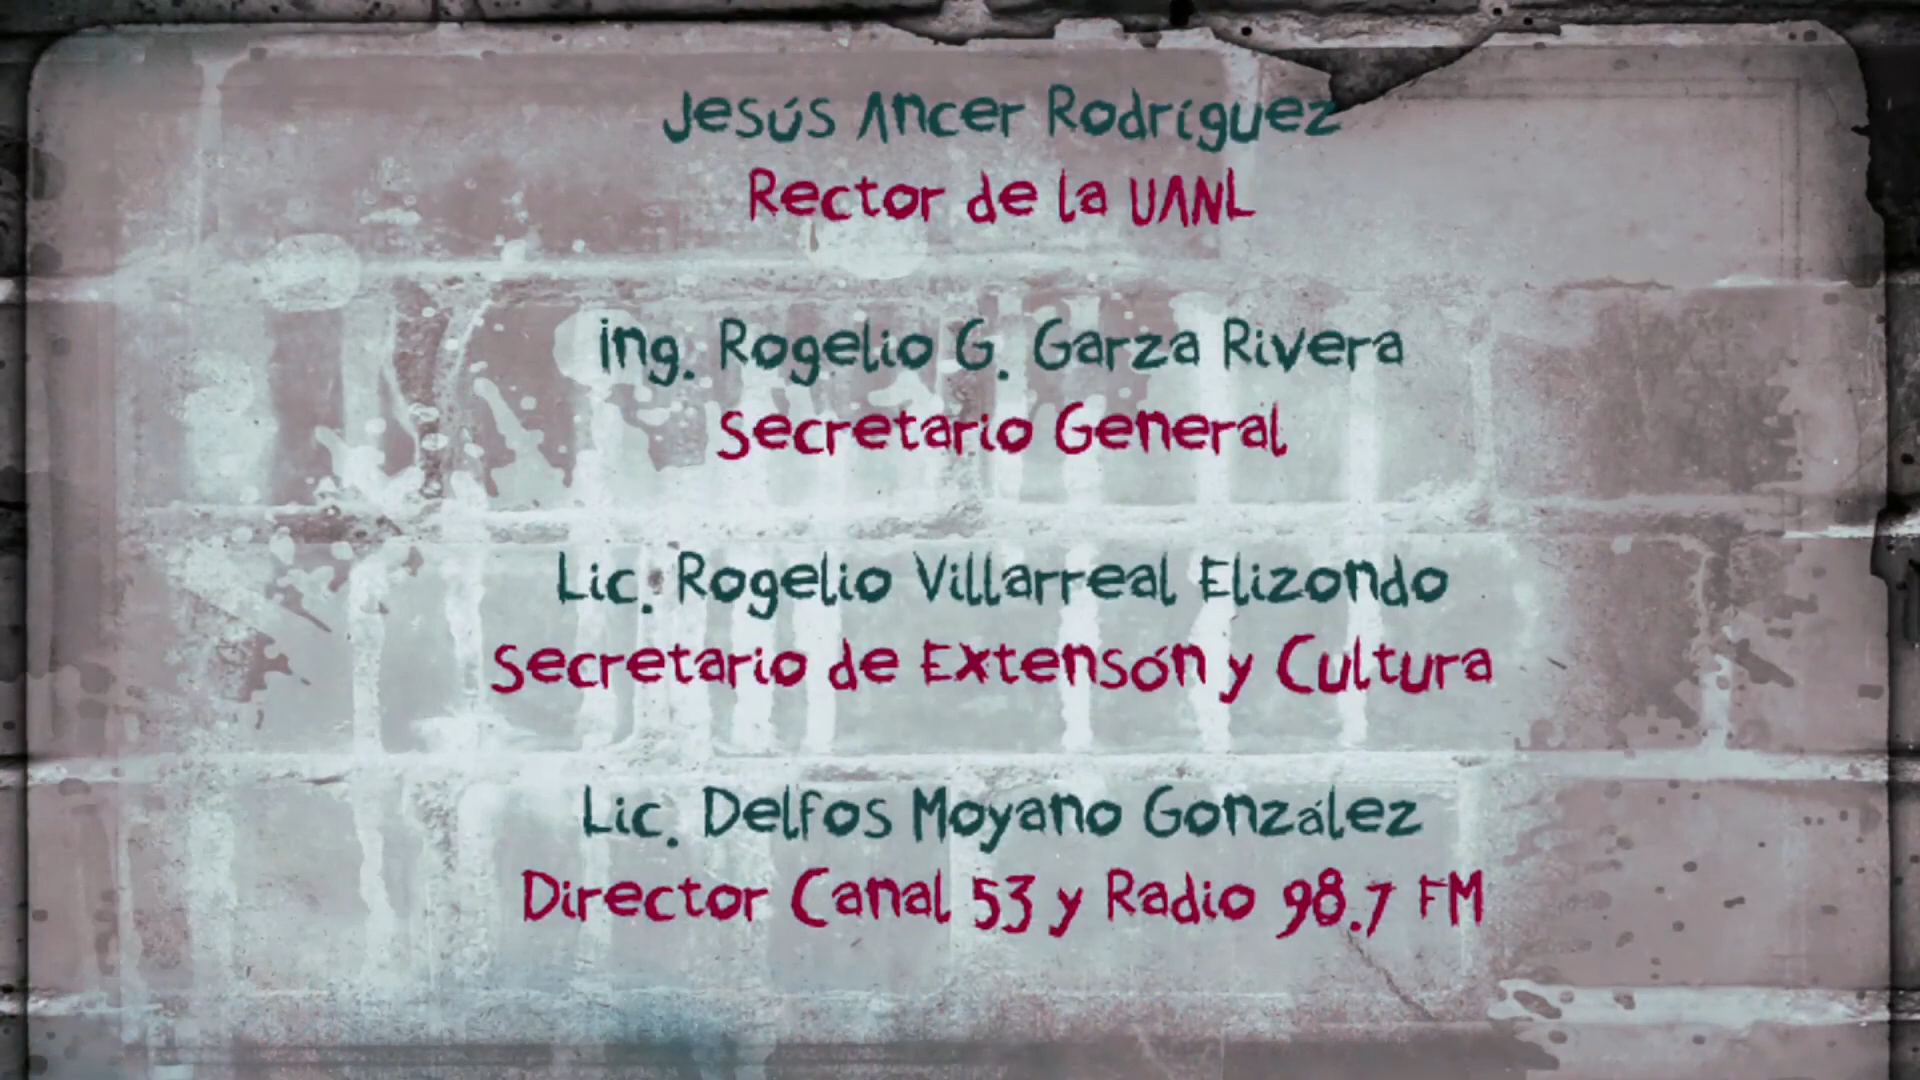 Jesús Ancer Rodríguez
Rector de la UANL
ing. Rogelio G. Garza Rivera
Secretario General
Lic. Rogelio Villarreal Elizondo
Secretario de Extensón y Cultura
Lic. Delfos Moyano González
Director Canal 53 y Radio 98.7 FM